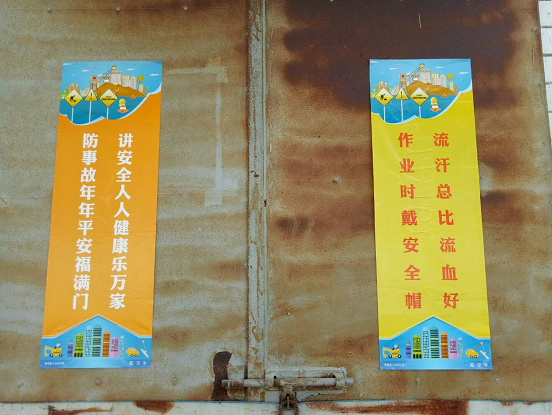 讲安全人人健康乐万家
防事故年年平安福满门
流汗总比流血好
作业时戴安全帽